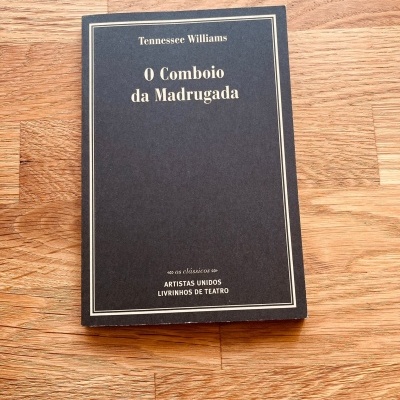 Tennessee Williams
O Comboio
da Madrugada
os clássicos
ARTISTAS UNIDOS
LIVRINHOS DE TEATRO